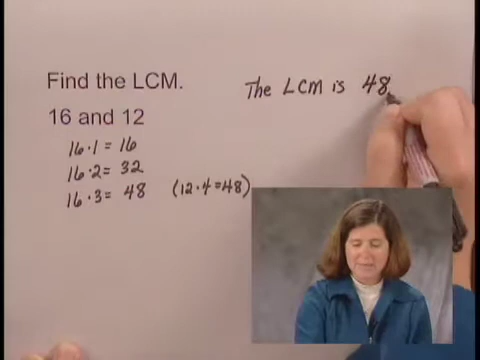 Find the LCM.
The LCM is 48
16 and 12
16·1 = 16
16·2 = 32
16·3 = 48 (12·4=48)